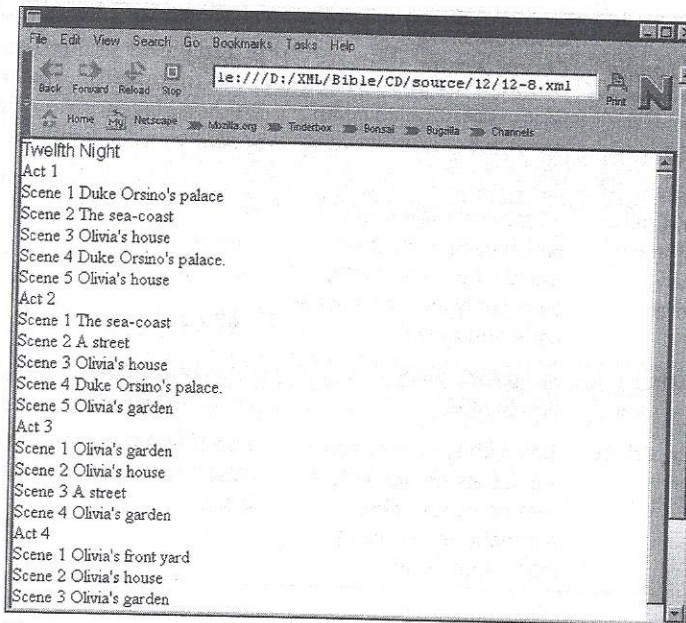 File Edit View Search Go Bookmarks Tasks Help
Back Forward Reload Stop
le:///D:/XML/Bible/CD/source/12/12-8.xml
Print
N
Home My Netscape Mozilla.org Tinderbox Bonsai Bugzilla Channels
Twelfth Night
Act 1
Scene 1 Duke Orsino's palace
Scene 2 The sea-coast
Scene 3 Olivia's house
Scene 4 Duke Orsino's palace.
Scene 5 Olivia's house
Act 2
Scene 1 The sea-coast
Scene 2 A street
Scene 3 Olivia's house
Scene 4 Duke Orsino's palace.
Scene 5 Olivia's garden
Act 3
Scene 1 Olivia's garden
Scene 2 Olivia's house
Scene 3 A street
Scene 4 Olivia's garden
Act 4
Scene 1 Olivia's front yard
Scene 2 Olivia's house
Scene 3 Olivia's garden